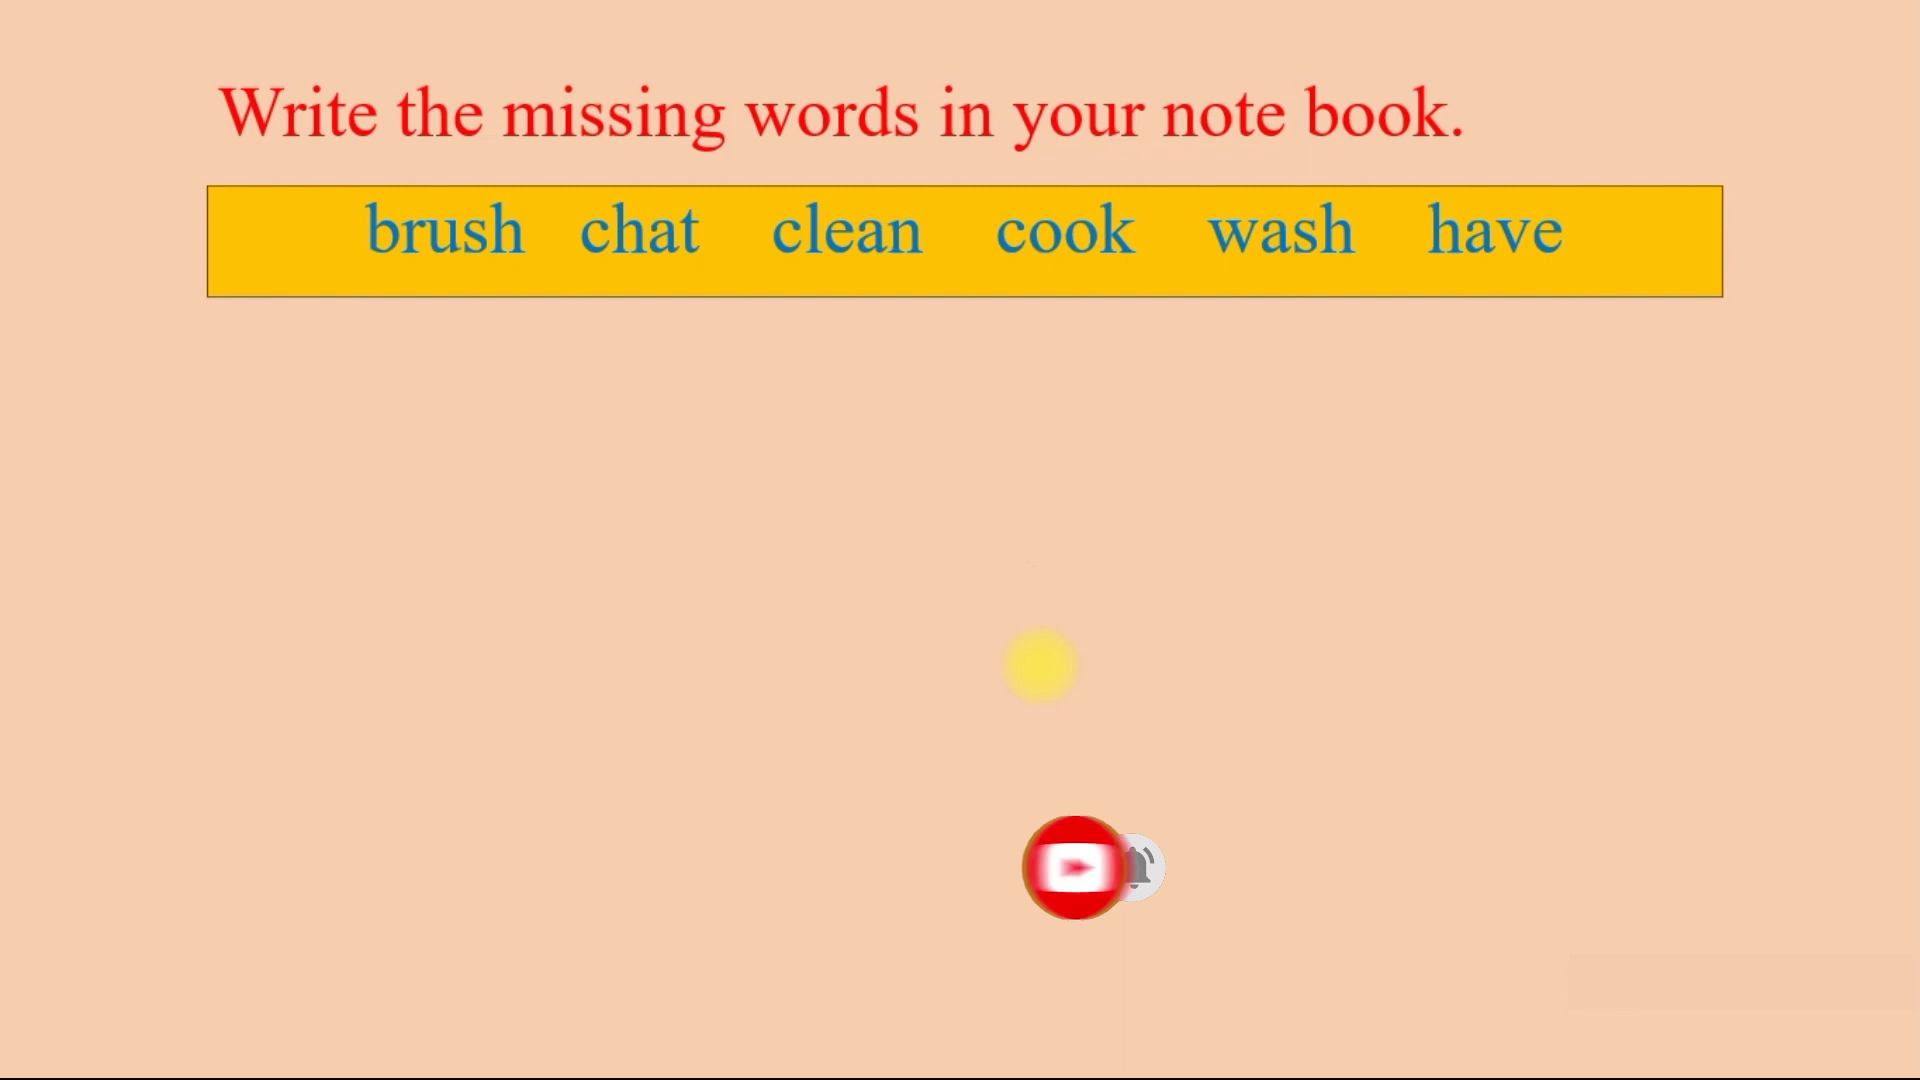 Write the missing words in your note book.
brush chat clean cook wash have